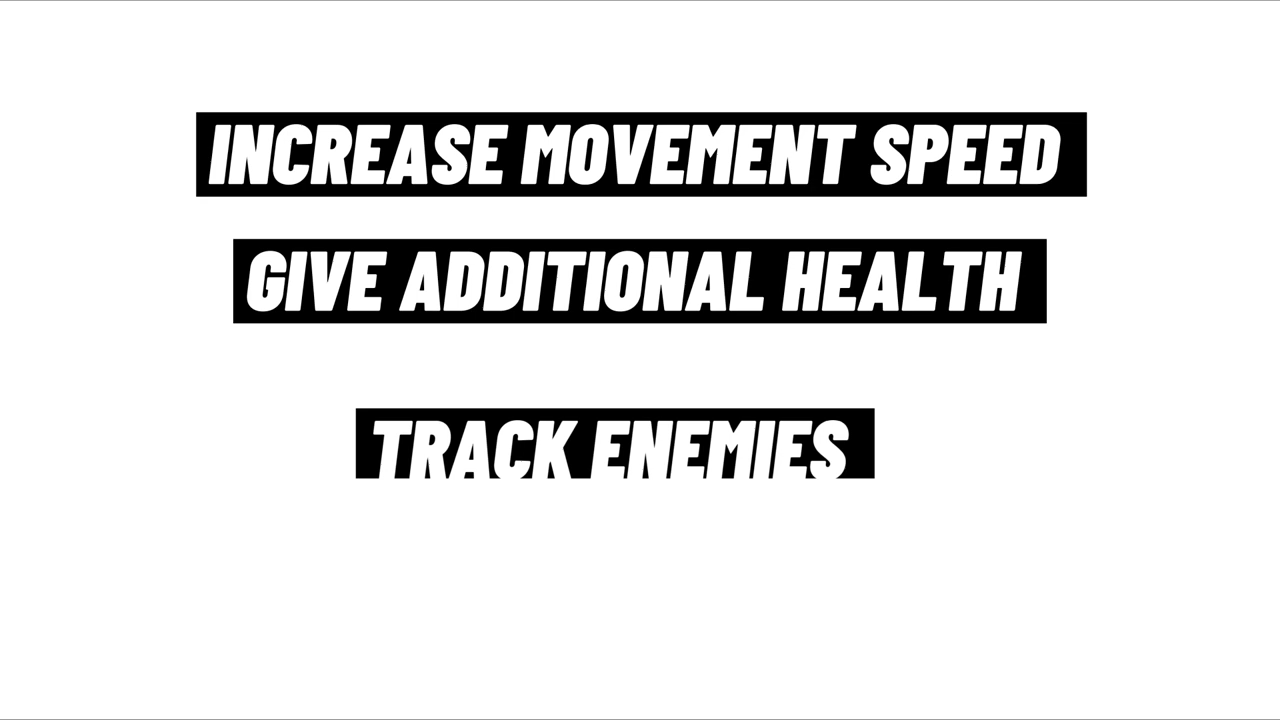 INCREASE MOVEMENT SPEED
GIVE ADDITIONAL HEALTH
TRACK ENEMIES